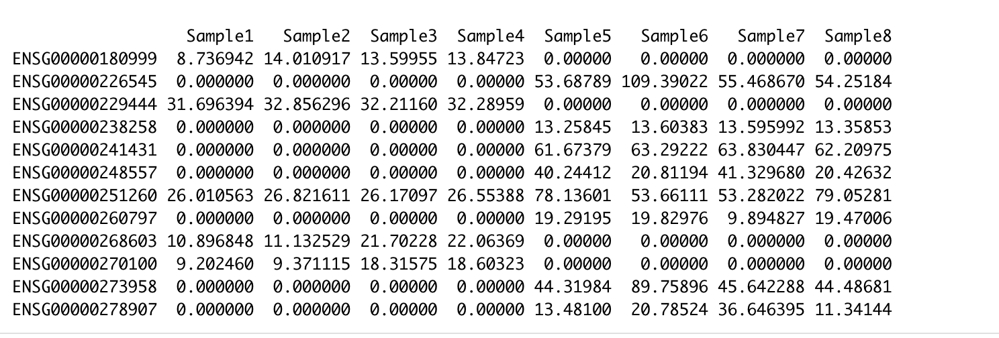 Sample1 Sample2 Sample3 Sample4 Sample5 Sample6 Sample7 Sample8
ENSG00000180999 8.736942 14.010917 13.59955 13.84723 0.00000 0.00000 0.000000 0.00000
ENSG00000226545 0.000000 0.000000 0.00000 0.00000 53.68789 109.39022 55.468670 54.25184
ENSG00000229444 31.696394 32.856296 32.21160 32.28959 0.00000 0.00000 0.000000 0.00000
ENSG00000238258 0.000000 0.000000 0.00000 0.00000 13.25845 13.60383 13.595992 13.35853
ENSG00000241431 0.000000 0.000000 0.00000 0.00000 61.67379 63.29222 63.830447 62.20975
ENSG00000248557 0.000000 0.000000 0.00000 0.00000 40.24412 20.81194 41.329680 20.42632
ENSG00000251260 26.010563 26.821611 26.17097 26.55388 78.13601 53.66111 53.282022 79.05281
ENSG00000260797 0.000000 0.000000 0.00000 0.00000 19.29195 19.82976 9.894827 19.47006
ENSG00000268603 10.896848 11.132529 21.70228 22.06369 0.00000 0.00000 0.000000 0.00000
ENSG00000270100 9.202460 9.371115 18.31575 18.60323 0.00000 0.00000 0.000000 0.00000
ENSG00000273958 0.000000 0.000000 0.00000 0.00000 44.31984 89.75896 45.642288 44.48681
ENSG00000278907 0.000000 0.000000 0.00000 0.00000 13.48100 20.78524 36.646395 11.34144